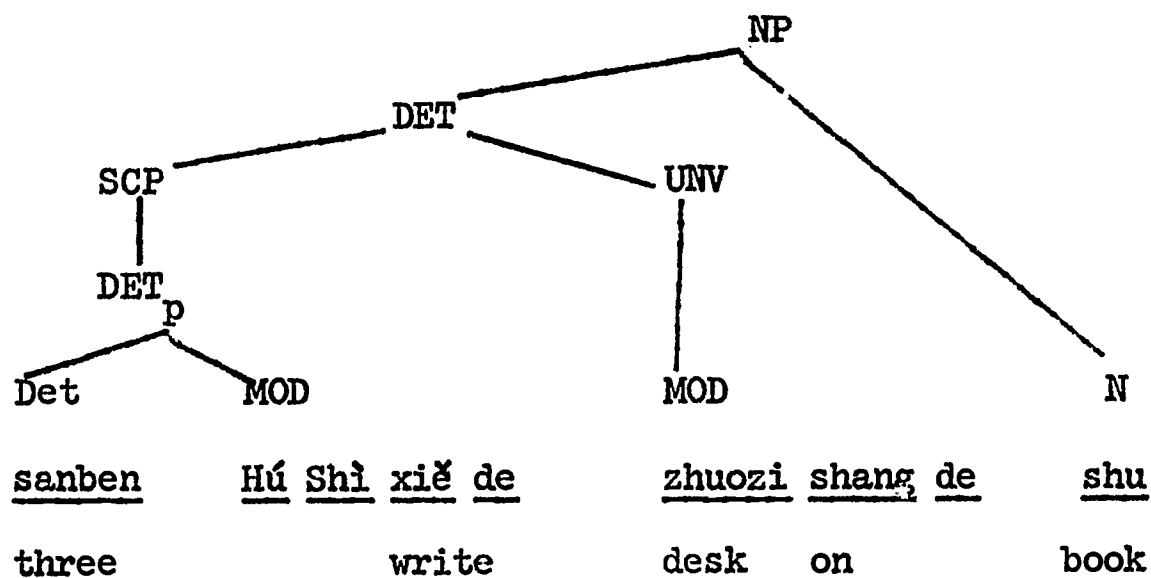 NP
DET
SCP UNV
DETp
Det MOD MOD N
sanben Hú Shì xiě de zhuozi shang de shu
three write desk on book